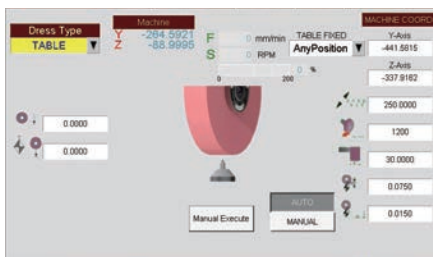 Dress Type
TABLE
Machine
Y -264.5921
Z -88.9995
F 0 mm/min
S 0 RPM
0 %
0 200
TABLE FIXED
AnyPosition
MACHINE COORDI
Y-Axis
-441.5615
Z-Axis
-337.9162
250.0000
1200
30.0000
0.0750
0.0150
0.0000
0.0000
Manual Execute
AUTO
MANUAL